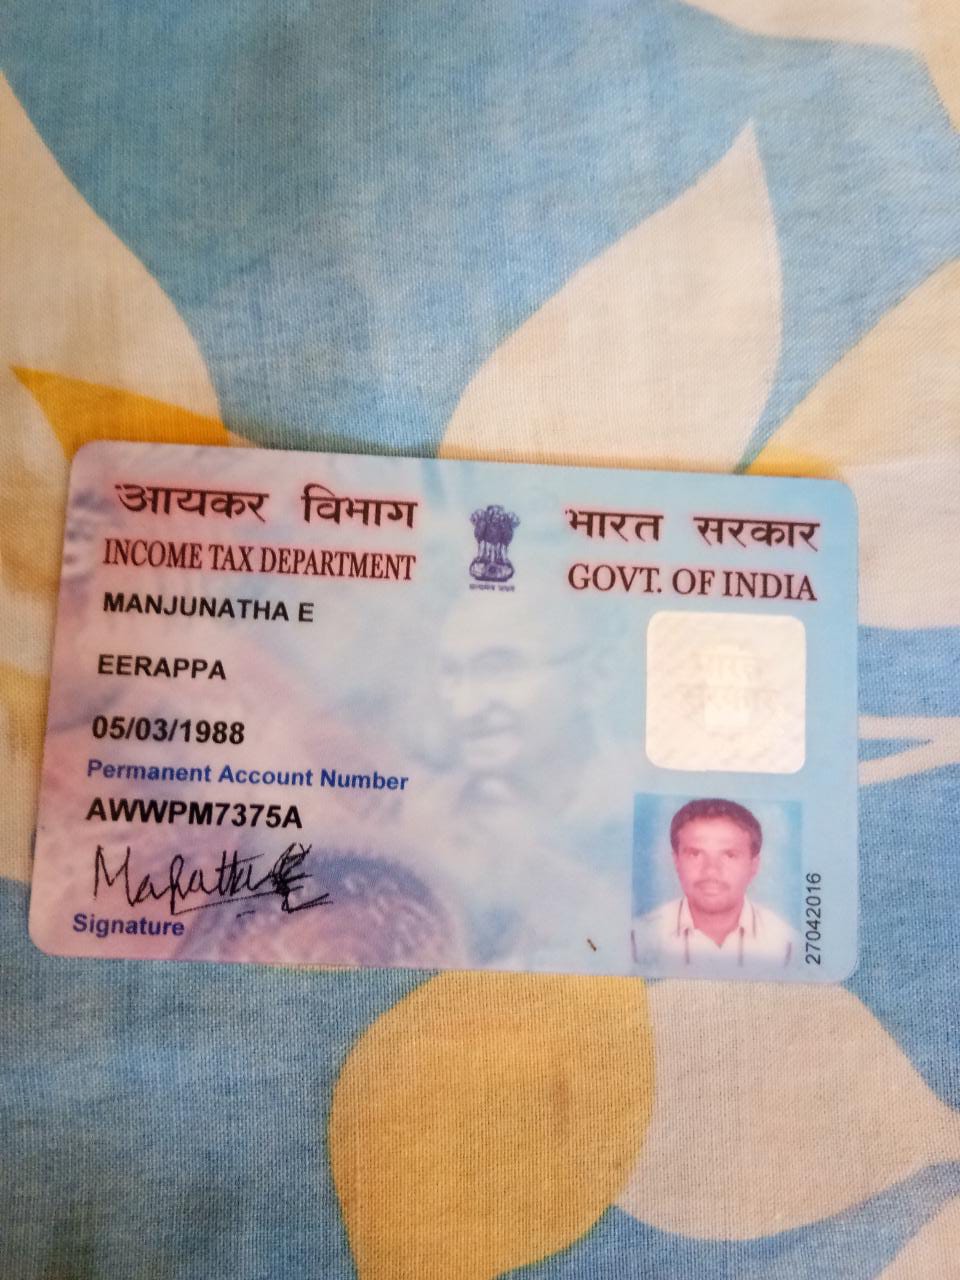 आयकर विभाग
INCOME TAX DEPARTMENT
भारत सरकार
GOVT. OF INDIA
MANJUNATHA E
EERAPPA
05/03/1988
Permanent Account Number
AWWPM7375A
Signature
27042016